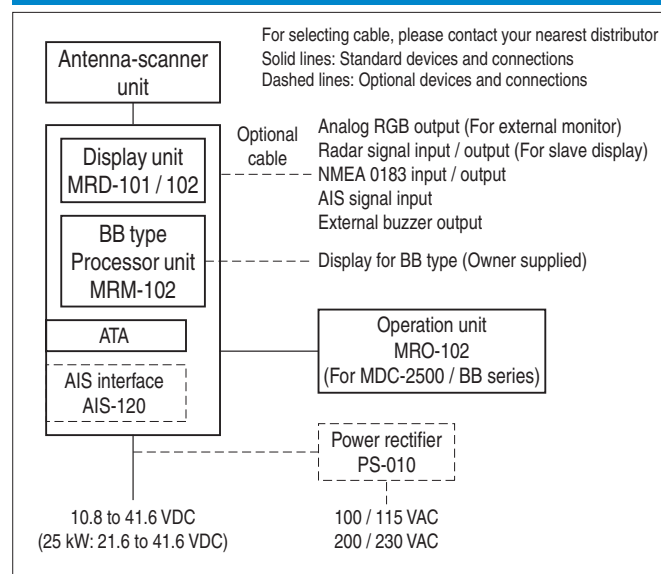 For selecting cable, please contact your nearest distributor
Solid lines: Standard devices and connections
Dashed lines: Optional devices and connections
Antenna-scanner
unit
Display unit
MRD-101 / 102
Optional
cable
Analog RGB output (For external monitor)
Radar signal input / output (For slave display)
NMEA 0183 input / output
AIS signal input
External buzzer output
BB type
Processor unit
MRM-102
Display for BB type (Owner supplied)
ATA
AIS interface
AIS-120
Operation unit
MRO-102
(For MDC-2500 / BB series)
Power rectifier
PS-010
10.8 to 41.6 VDC
(25 kW: 21.6 to 41.6 VDC)
100 / 115 VAC
200 / 230 VAC